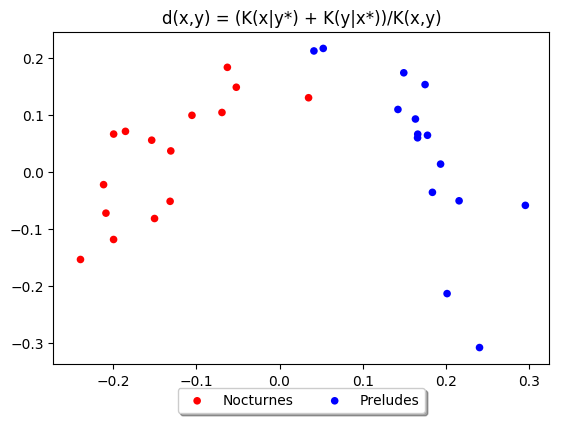 d(x,y) = (K(x|y*) + K(y|x*))/K(x,y)
0.2
0.1
0.0
−0.1
−0.2
−0.3
−0.2 −0.1 0.0 0.1 0.2 0.3
Nocturnes Preludes